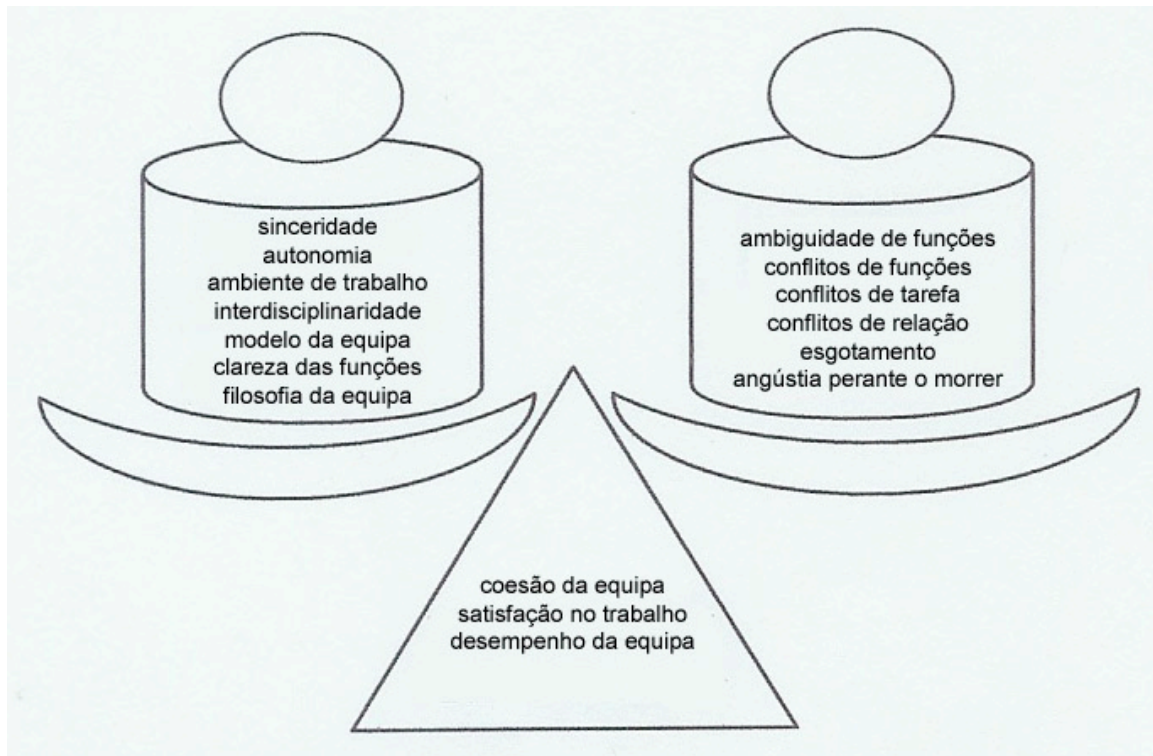 sinceridade
autonomia
ambiente de trabalho
interdisciplinaridade
modelo da equipa
clareza das funções
filosofia da equipa
ambiguidade de funções
conflitos de funções
conflitos de tarefa
conflitos de relação
esgotamento
angústia perante o morrer
coesão da equipa
satisfação no trabalho
desempenho da equipa